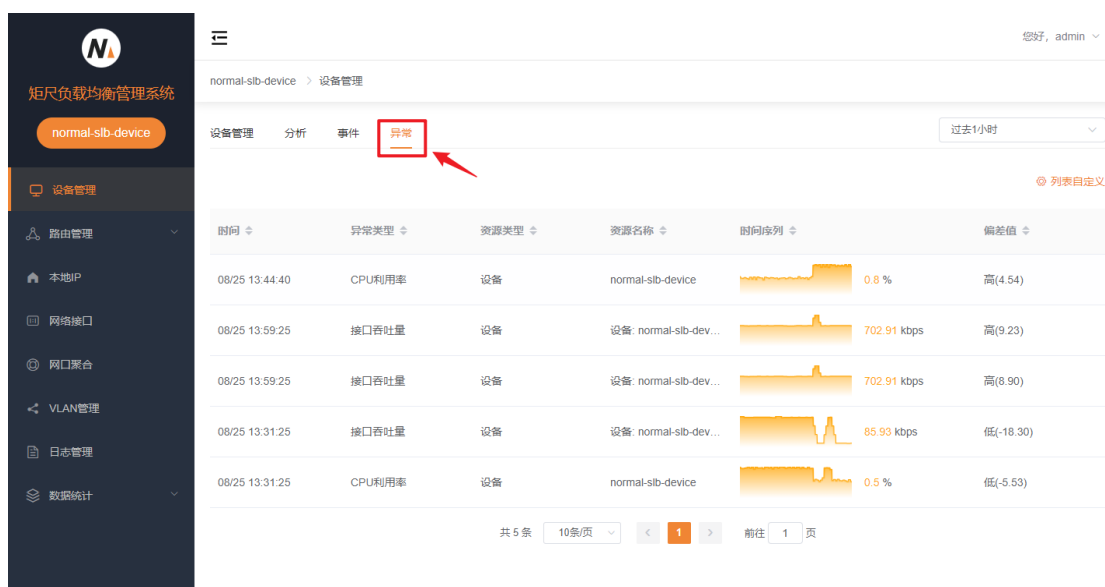 您好，admin
normal-slb-device > 设备管理
矩尺负载均衡管理系统
normal-slb-device
设备管理 分析 事件 异常
过去1小时
列表自定义
设备管理
路由管理
本地IP
网络接口
网口聚合
VLAN管理
日志管理
数据统计
时间 异常类型 资源类型 资源名称 时间序列 偏差值
08/25 13:44:40 CPU利用率 设备 normal-slb-device 0.8 % 高(4.54)
08/25 13:59:25 接口吞吐量 设备 设备: normal-slb-dev... 702.91 kbps 高(9.23)
08/25 13:59:25 接口吞吐量 设备 设备: normal-slb-dev... 702.91 kbps 高(8.90)
08/25 13:31:25 接口吞吐量 设备 设备: normal-slb-dev... 85.93 kbps 低(-18.30)
08/25 13:31:25 CPU利用率 设备 normal-slb-device 0.5 % 低(-5.53)
共 5 条 10条/页 < 1 > 前往 1 页